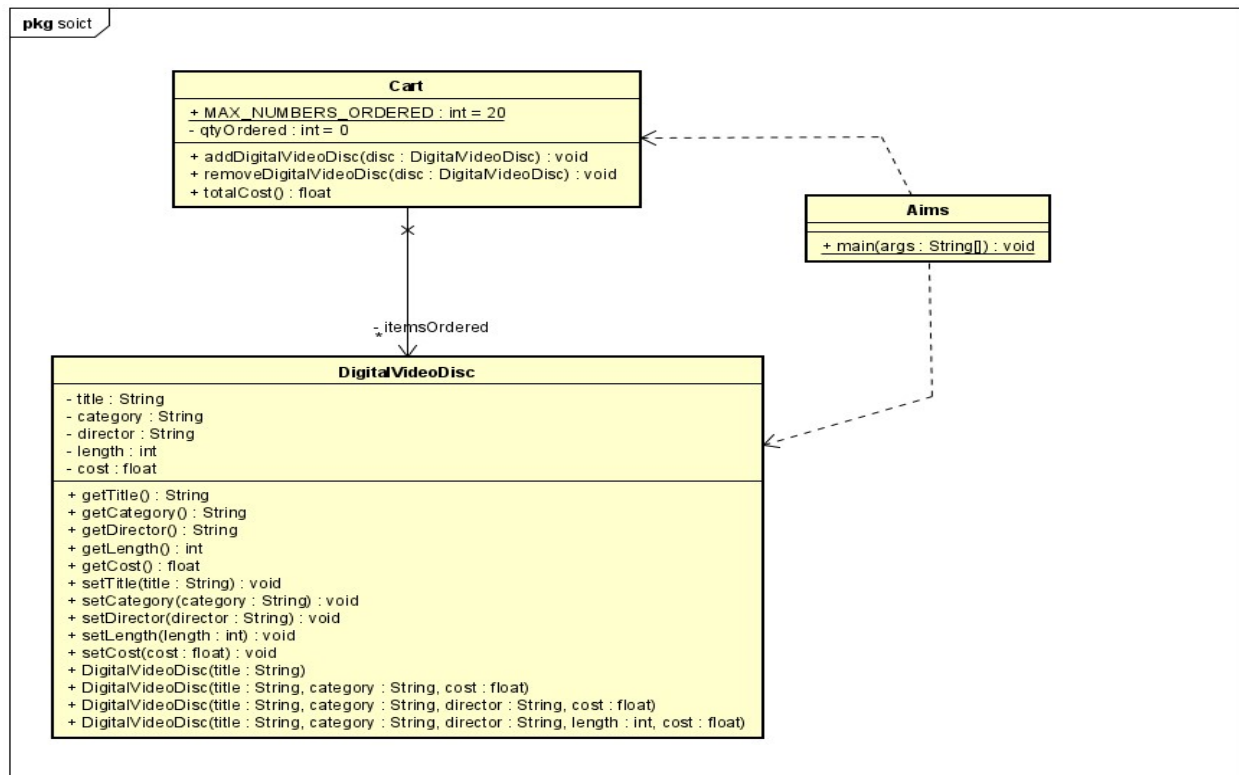 pkg soict
Cart
+ MAX_NUMBERS_ORDERED : int = 20
- qtyOrdered : int = 0
+ addDigitalVideoDisc(disc : DigitalVideoDisc) : void
+ removeDigitalVideoDisc(disc : DigitalVideoDisc) : void
+ totalCost() : float
Aims
+ main(args : String[]) : void
- itemsOrdered
*
DigitalVideoDisc
- title : String
- category : String
- director : String
- length : int
- cost : float
+ getTitle() : String
+ getCategory() : String
+ getDirector() : String
+ getLength() : int
+ getCost() : float
+ setTitle(title : String) : void
+ setCategory(category : String) : void
+ setDirector(director : String) : void
+ setLength(length : int) : void
+ setCost(cost : float) : void
+ DigitalVideoDisc(title : String)
+ DigitalVideoDisc(title : String, category : String, cost : float)
+ DigitalVideoDisc(title : String, category : String, director : String, cost : float)
+ DigitalVideoDisc(title : String, category : String, director : String, length : int, cost : float)